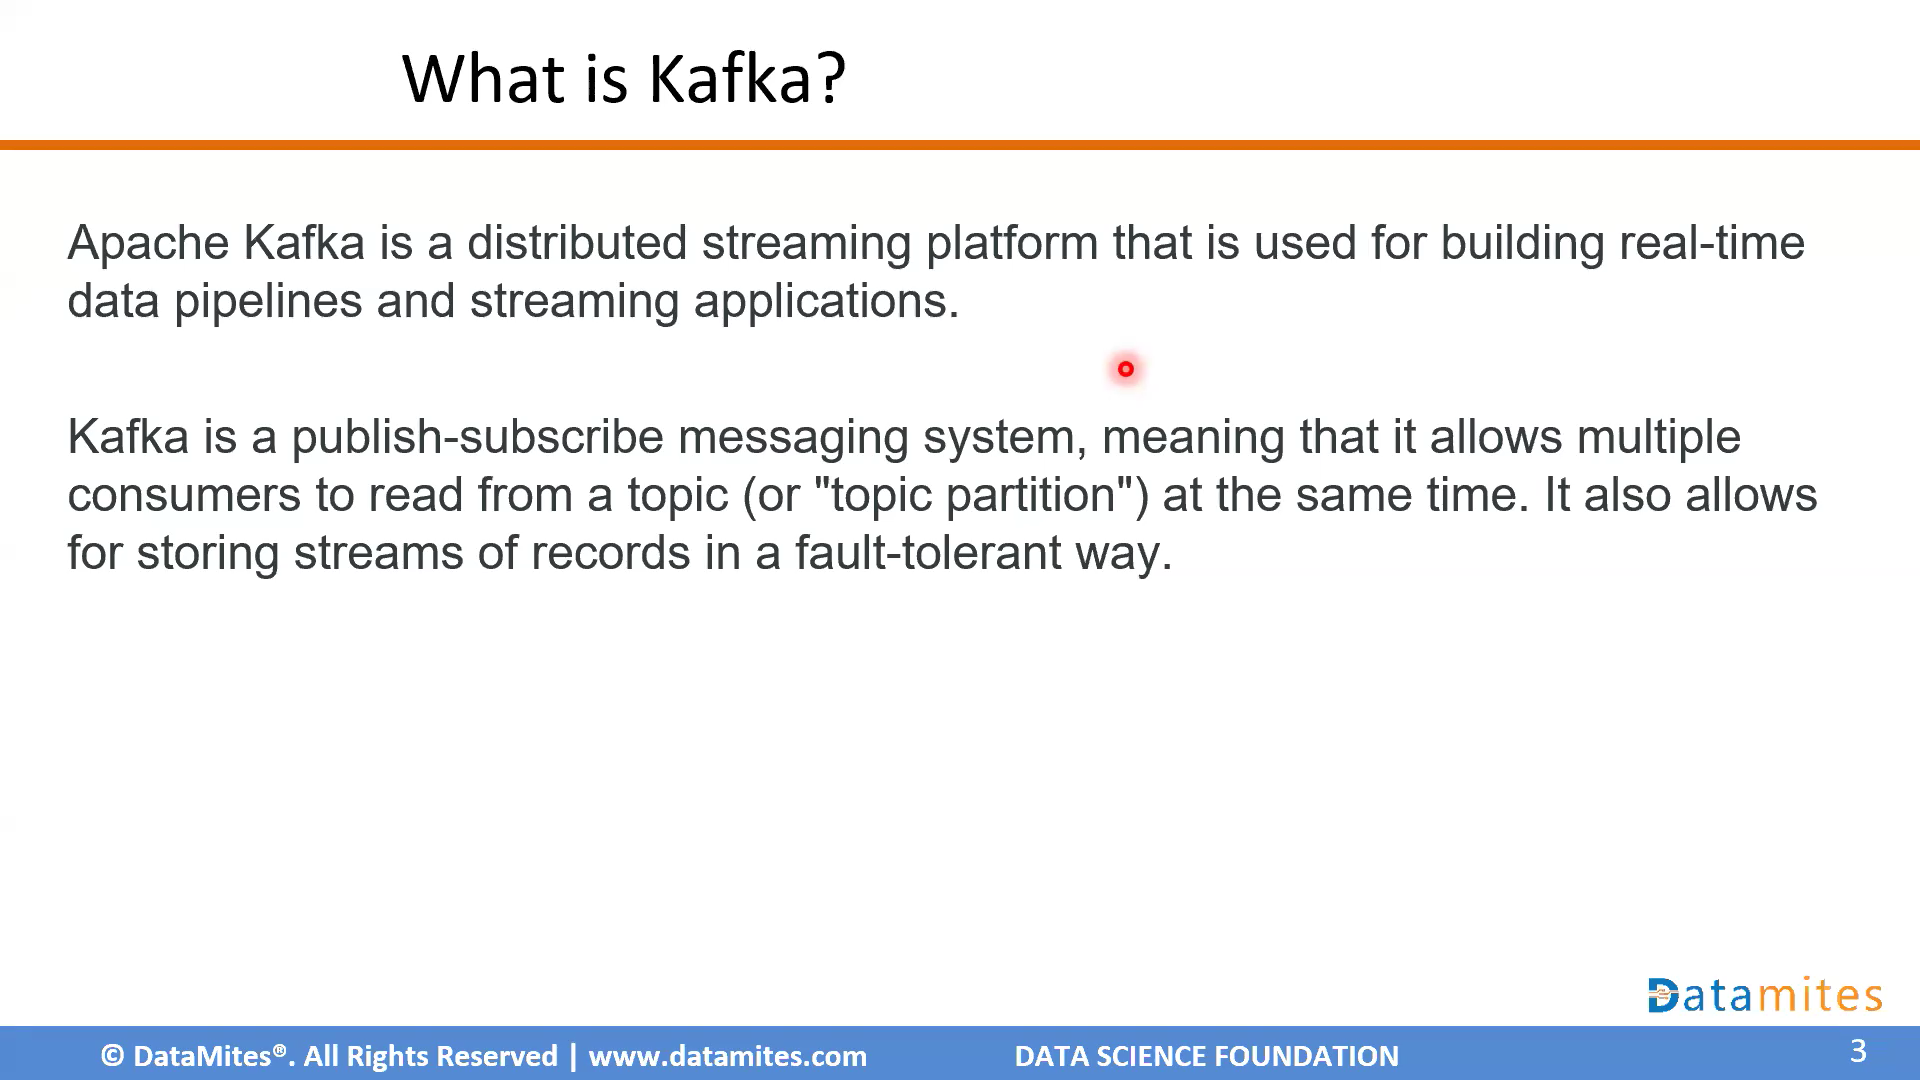 What is Kafka?
Apache Kafka is a distributed streaming platform that is used for building real-time
data pipelines and streaming applications.
Kafka is a publish-subscribe messaging system, meaning that it allows multiple
consumers to read from a topic (or "topic partition") at the same time. It also allows
for storing streams of records in a fault-tolerant way.
Datamites
© DataMites®. All Rights Reserved | www.datamites.com DATA SCIENCE FOUNDATION 3